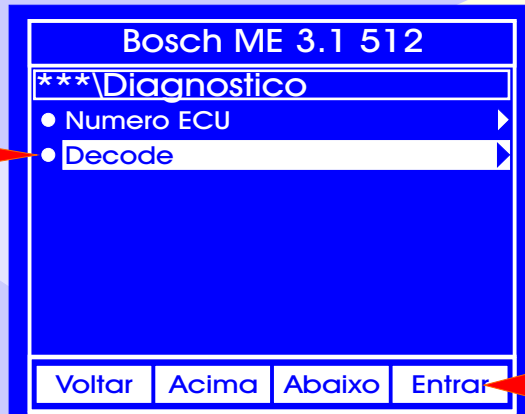 Bosch ME 3.1 512
***\Diagnostico
Numero ECU
Decode
Voltar Acima Abaixo Entrar